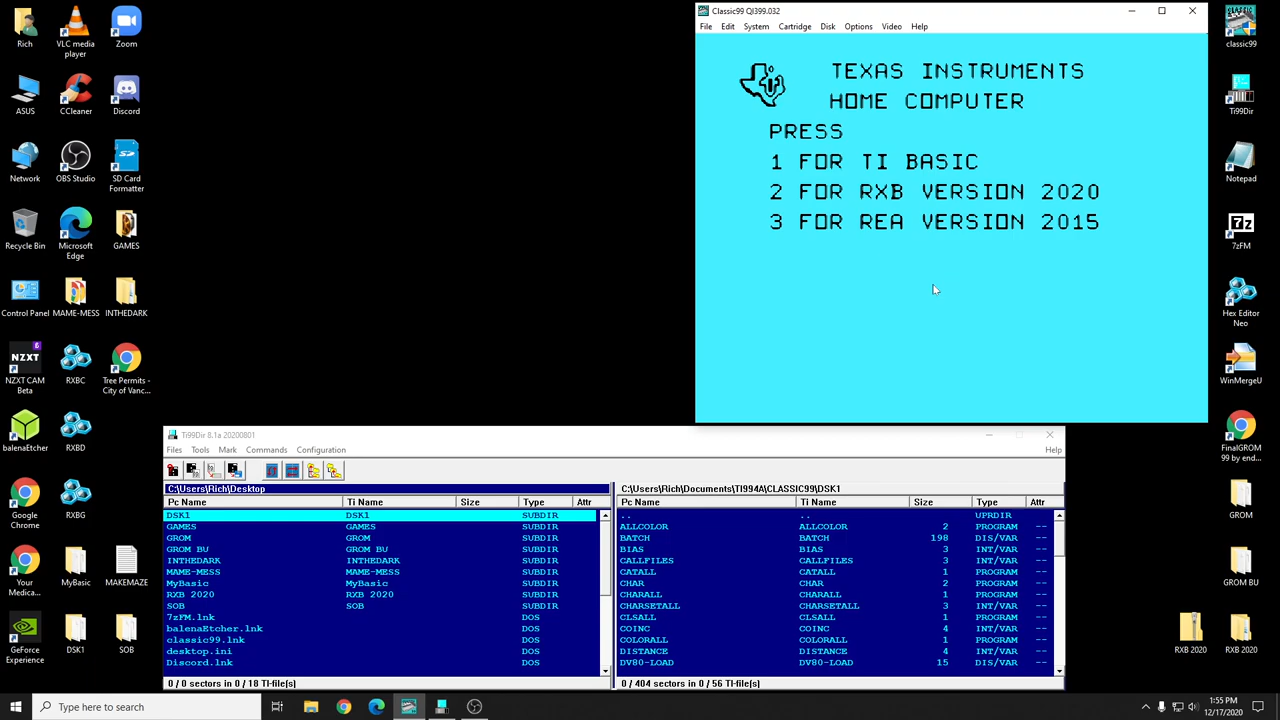 Rich
VLC media
player
Zoom
ASUS
CCleaner
Discord
Network
OBS Studio
SD Card
Formatter
Recycle Bin
Microsoft
Edge
GAMES
Control Panel
MAME-MESS
INTHEDARK
NZXT
NZXT CAM
Beta
RXBC
Tree Permits -
City of Vanc...
balenaEtcher
RXBD
Google
Chrome
RXBG
Your
Medica...
MyBasic
MAKEMAZE
GeForce
Experience
DSK1
SOB
Classic99 QI399.032
File Edit System Cartridge Disk Options Video Help
TEXAS INSTRUMENTS
HOME COMPUTER
PRESS
1 FOR TI BASIC
2 FOR RXB VERSION 2020
3 FOR REA VERSION 2015
classic99
Ti99Dir
Notepad
7z
7zFM
Hex Editor
Neo
WinMergeU
FinalGROM
99 by end...
GROM
GROM BU
RXB 2020
RXB 2020
Ti99Dir 8.1a 20200801
Files Tools Mark Commands Configuration Help
C:\Users\Rich\Desktop
Pc Name Ti Name Size Type Attr
DSK1 DSK1 SUBDIR
GAMES GAMES SUBDIR
GROM GROM SUBDIR
GROM BU GROM BU SUBDIR
INTHEDARK INTHEDARK SUBDIR
MAME-MESS MAME-MESS SUBDIR
MyBasic MyBasic SUBDIR
RXB 2020 RXB 2020 SUBDIR
SOB SOB SUBDIR
7zFM.lnk DOS
balenaEtcher.lnk DOS
classic99.lnk DOS
desktop.ini DOS
Discord.lnk DOS
0 / 0 sectors in 0 / 18 TI-file(s)
C:\Users\Rich\Documents\TI994A\CLASSIC99\DSK1
Pc Name Ti Name Size Type Attr
.. .. UPRDIR
ALLCOLOR ALLCOLOR 2 PROGRAM --
BATCH BATCH 198 DIS/VAR --
BIAS BIAS 3 INT/VAR --
CALLFILES CALLFILES 3 INT/VAR --
CATALL CATALL 1 PROGRAM --
CHAR CHAR 2 PROGRAM --
CHARALL CHARALL 1 PROGRAM --
CHARSETALL CHARSETALL 3 INT/VAR --
CLSALL CLSALL 1 PROGRAM --
COINC COINC 4 INT/VAR --
COLORALL COLORALL 1 PROGRAM --
DISTANCE DISTANCE 4 INT/VAR --
DV80-LOAD DV80-LOAD 15 DIS/VAR --
0 / 404 sectors in 0 / 56 TI-file(s)
Type here to search
1:55 PM
12/17/2020